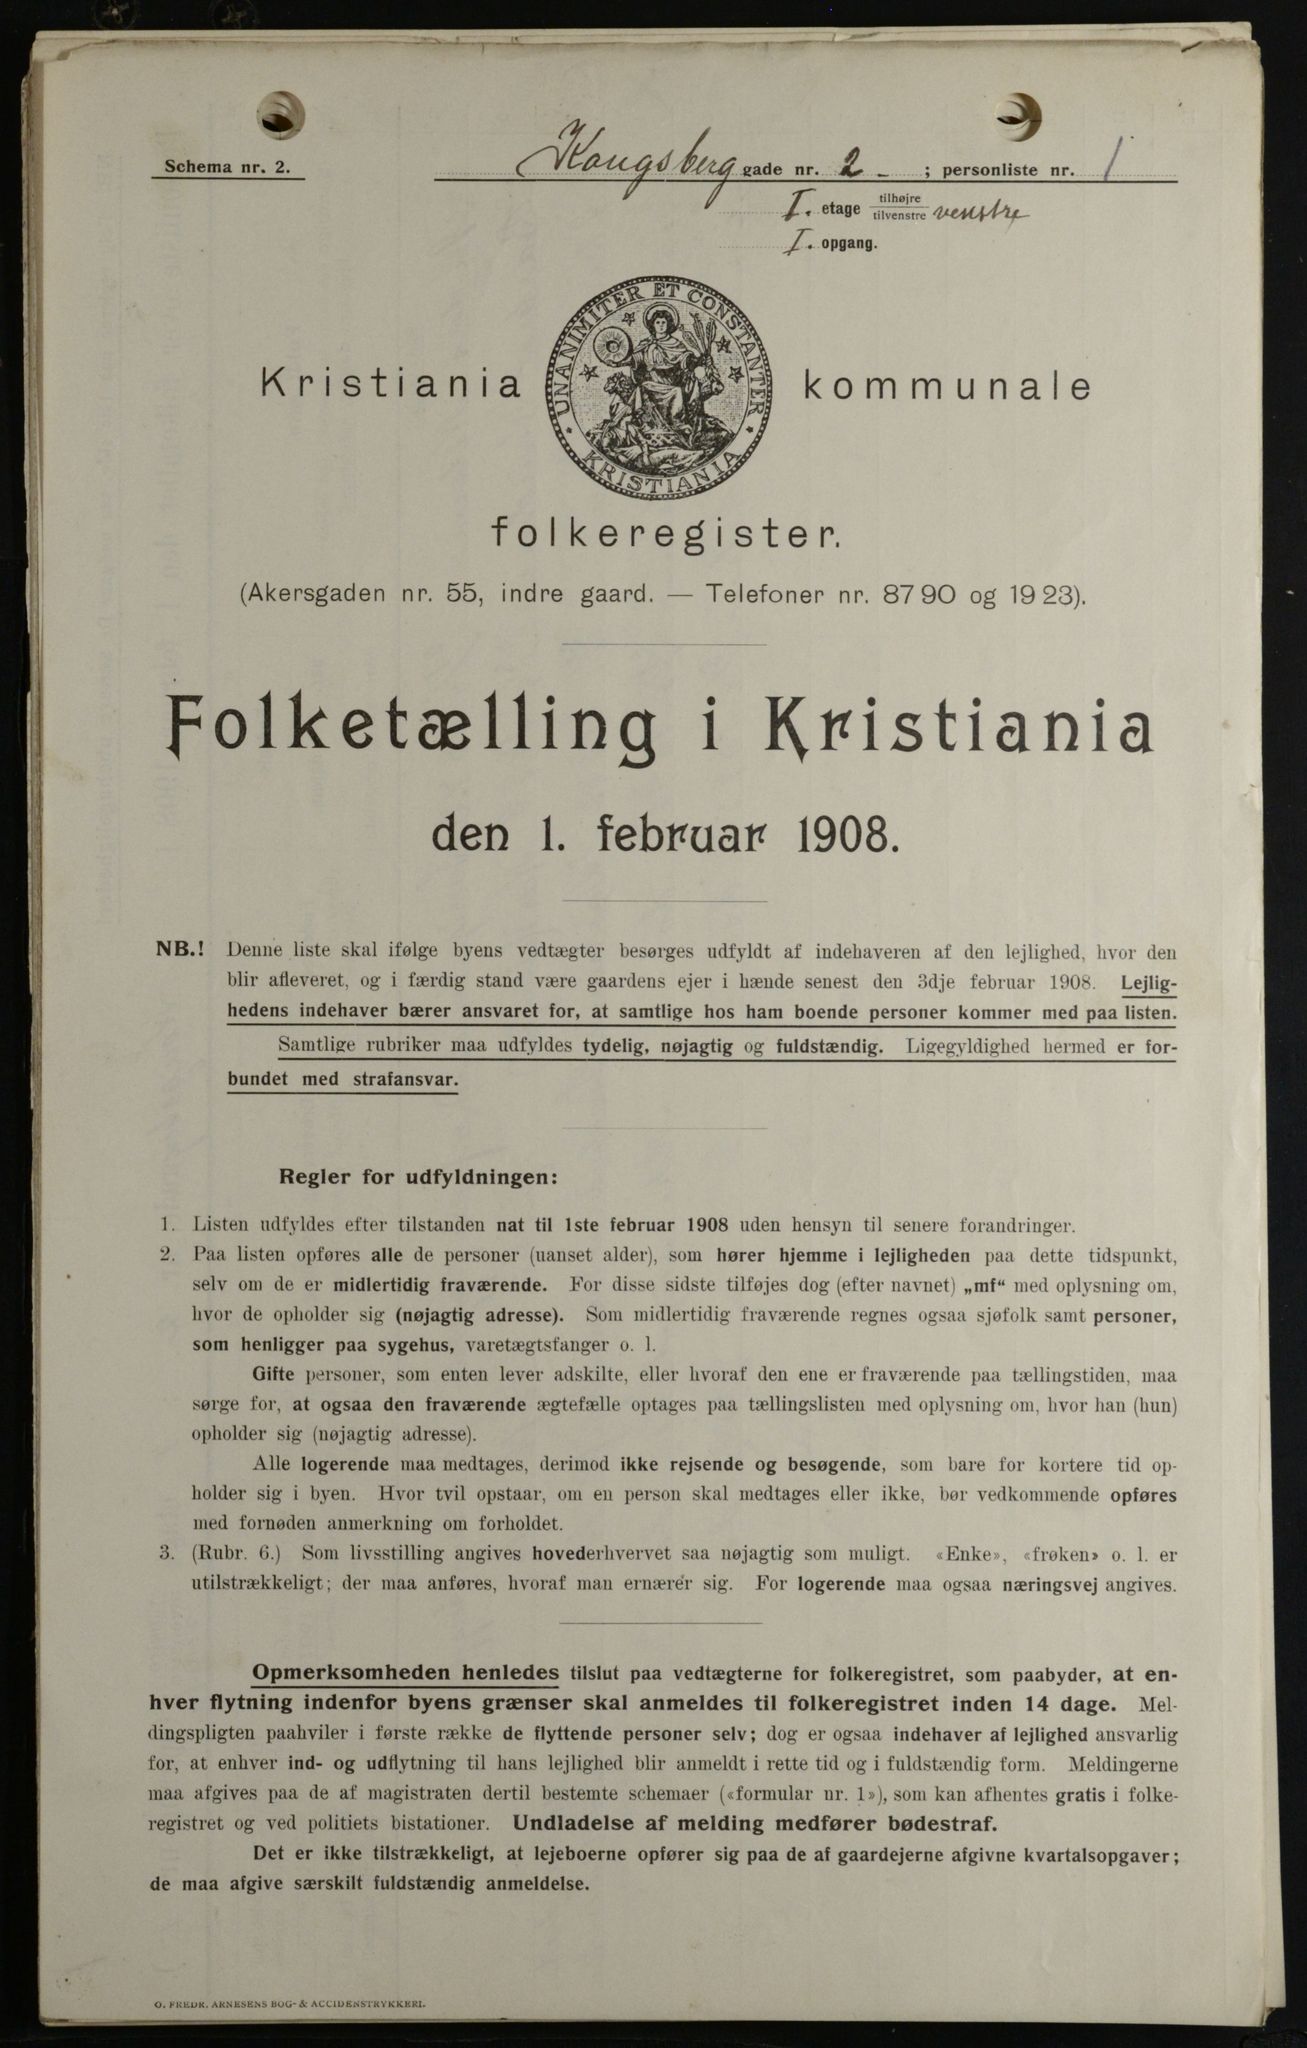 Schema nr. 2.
Kongsberg gade nr. 2 - ; personliste nr. 1
I. etage tilhøjre tilvenstre venstre
I. opgang.
UNANIMITER ET CONSTANTER
KRISTIANIA
Kristiania kommunale
folkeregister.
(Akersgaden nr. 55, indre gaard. — Telefoner nr. 8790 og 1923).
Folketælling i Kristiania
den 1. februar 1908.
NB.! Denne liste skal ifølge byens vedtægter besørges udfyldt af indehaveren af den lejlighed, hvor den
blir afleveret, og i færdig stand være gaardens ejer i hænde senest den 3dje februar 1908. Lejlig-
hedens indehaver bærer ansvaret for, at samtlige hos ham boende personer kommer med paa listen.
Samtlige rubriker maa udfyldes tydelig, nøjagtig og fuldstændig. Ligegyldighed hermed er for-
bundet med strafansvar.
Regler for udfyldningen:
1. Listen udfyldes efter tilstanden nat til 1ste februar 1908 uden hensyn til senere forandringer.
2. Paa listen opføres alle de personer (uanset alder), som hører hjemme i lejligheden paa dette tidspunkt,
selv om de er midlertidig fraværende. For disse sidste tilføjes dog (efter navnet) „mf“ med oplysning om,
hvor de opholder sig (nøjagtig adresse). Som midlertidig fraværende regnes ogsaa sjøfolk samt personer,
som henligger paa sygehus, varetægtsfanger o. l.
Gifte personer, som enten lever adskilte, eller hvoraf den ene er fraværende paa tællingstiden, maa
sørge for, at ogsaa den fraværende ægtefælle optages paa tællingslisten med oplysning om, hvor han (hun)
opholder sig (nøjagtig adresse).
Alle logerende maa medtages, derimod ikke rejsende og besøgende, som bare for kortere tid op-
holder sig i byen. Hvor tvil opstaar, om en person skal medtages eller ikke, bør vedkommende opføres
med fornøden anmerkning om forholdet.
3. (Rubr. 6.) Som livsstilling angives hovederhvervet saa nøjagtig som muligt. «Enke», «frøken» o. l. er
utilstrækkeligt; der maa anføres, hvoraf man ernærer sig. For logerende maa ogsaa næringsvej angives.
Opmerksomheden henledes tilslut paa vedtægterne for folkeregistret, som paabyder, at en-
hver flytning indenfor byens grænser skal anmeldes til folkeregistret inden 14 dage. Mel-
dingspligten paahviler i første række de flyttende personer selv; dog er ogsaa indehaver af lejlighed ansvarlig
for, at enhver ind- og udflytning til hans lejlighed blir anmeldt i rette tid og i fuldstændig form. Meldingerne
maa afgives paa de af magistraten dertil bestemte schemaer («formular nr. 1»), som kan afhentes gratis i folke-
registret og ved politiets bistationer. Undladelse af melding medfører bødestraf.
Det er ikke tilstrækkeligt, at lejeboerne opfører sig paa de af gaardejerne afgivne kvartalsopgaver;
de maa afgive særskilt fuldstændig anmeldelse.
O. FREDR. ARNESENS BOG- & ACCIDENSTRYKKERI.